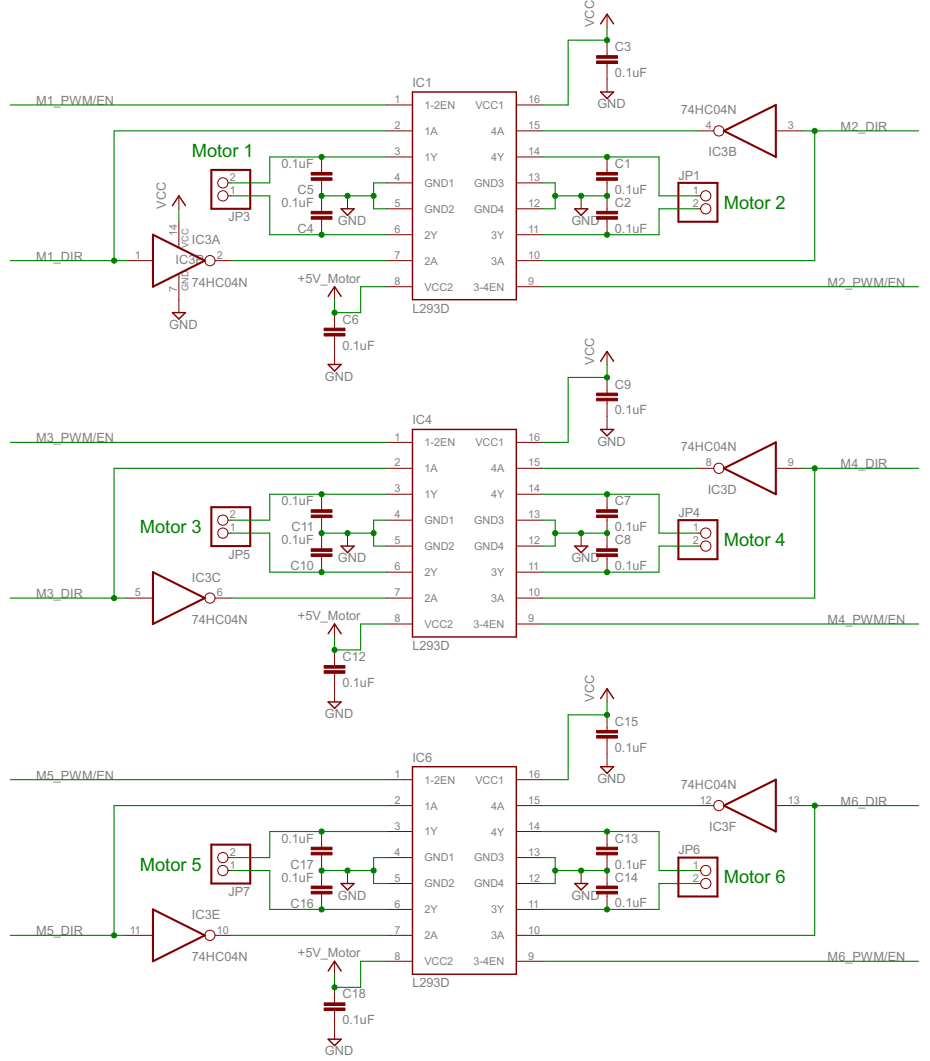 VCC
C3
0.1uF
GND
IC1
M1_PWM/EN
1
1-2EN
VCC1
16
74HC04N
2
1A
4A
15
4
3
M2_DIR
IC3B
Motor 1
3
1Y
4Y
14
0.1uF
C1
JP1
2
C5
4
GND1
GND3
13
0.1uF
1
1
0.1uF
GND
C2
2
Motor 2
JP3
C4
5
GND2
GND4
12
GND
0.1uF
VCC
14
VCC
6
2Y
3Y
11
IC3A
M1_DIR
1
IC3P
2
7
2A
3A
10
74HC04N
7
GND
GND
+5V_Motor
8
VCC2
3-4EN
9
M2_PWM/EN
L293D
C6
0.1uF
GND
VCC
C9
0.1uF
GND
IC4
M3_PWM/EN
1
1-2EN
VCC1
16
74HC04N
2
1A
4A
15
8
9
M4_DIR
IC3D
3
1Y
4Y
14
0.1uF
C7
JP4
Motor 3
2
C11
4
GND1
GND3
13
0.1uF
1
1
0.1uF
GND
C8
2
Motor 4
JP5
C10
5
GND2
GND4
12
GND
0.1uF
6
2Y
3Y
11
IC3C
M3_DIR
5
6
7
2A
3A
10
74HC04N
+5V_Motor
8
VCC2
3-4EN
9
M4_PWM/EN
L293D
C12
0.1uF
GND
VCC
C15
0.1uF
GND
IC6
M5_PWM/EN
1
1-2EN
VCC1
16
74HC04N
2
1A
4A
15
12
13
M6_DIR
IC3F
3
1Y
4Y
14
0.1uF
C13
JP6
Motor 5
2
C17
4
GND1
GND3
13
0.1uF
1
1
0.1uF
GND
C14
2
Motor 6
JP7
C16
5
GND2
GND4
12
GND
0.1uF
6
2Y
3Y
11
IC3E
M5_DIR
11
10
7
2A
3A
10
74HC04N
+5V_Motor
8
VCC2
3-4EN
9
M6_PWM/EN
L293D
C18
0.1uF
GND